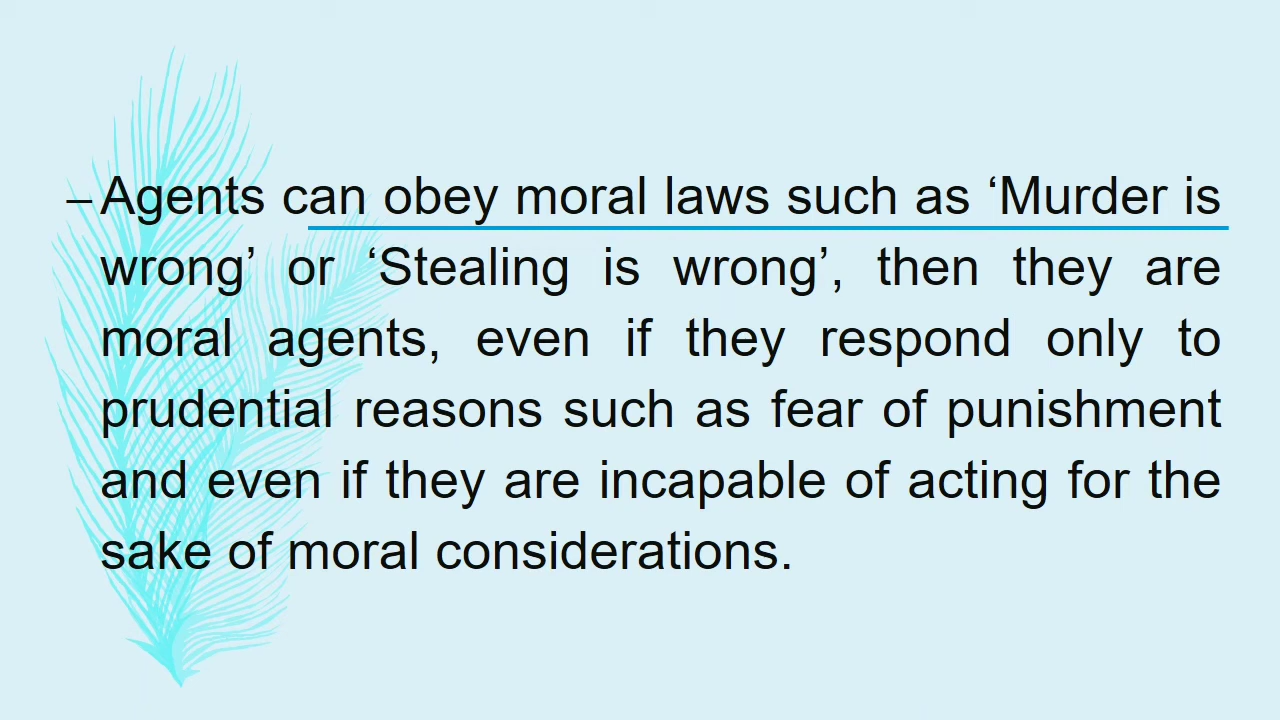 –Agents can obey moral laws such as ‘Murder is
wrong’ or ‘Stealing is wrong’, then they are
moral agents, even if they respond only to
prudential reasons such as fear of punishment
and even if they are incapable of acting for the
sake of moral considerations.